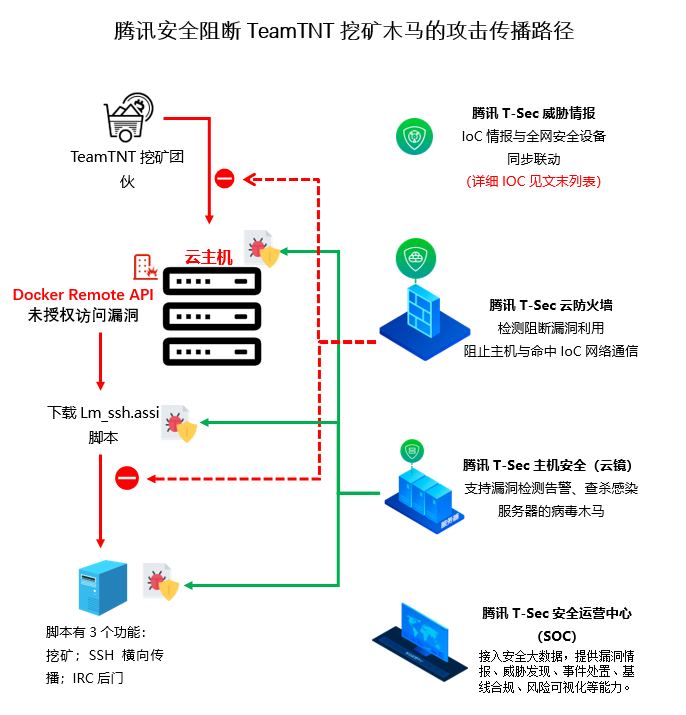 腾讯安全阻断 TeamTNT 挖矿木马的攻击传播路径
TeamTNT 挖矿团
伙
云主机
Docker Remote API
未授权访问漏洞
下载 Lm_ssh.assi
脚本
脚本有 3 个功能：
挖矿；SSH 横向传
播；IRC 后门
腾讯 T-Sec 威胁情报
IoC 情报与全网安全设备
同步联动
（详细 IOC 见文末列表）
腾讯 T-Sec 云防火墙
检测阻断漏洞利用
阻止主机与命中 IoC 网络通信
腾讯 T-Sec 主机安全（云镜）
支持漏洞检测告警、查杀感染
服务器的病毒木马
服务器
腾讯 T-Sec 安全运营中心
（SOC）
接入安全大数据，提供漏洞情
报、威胁发现、事件处置、基
线合规、风险可视化等能力。